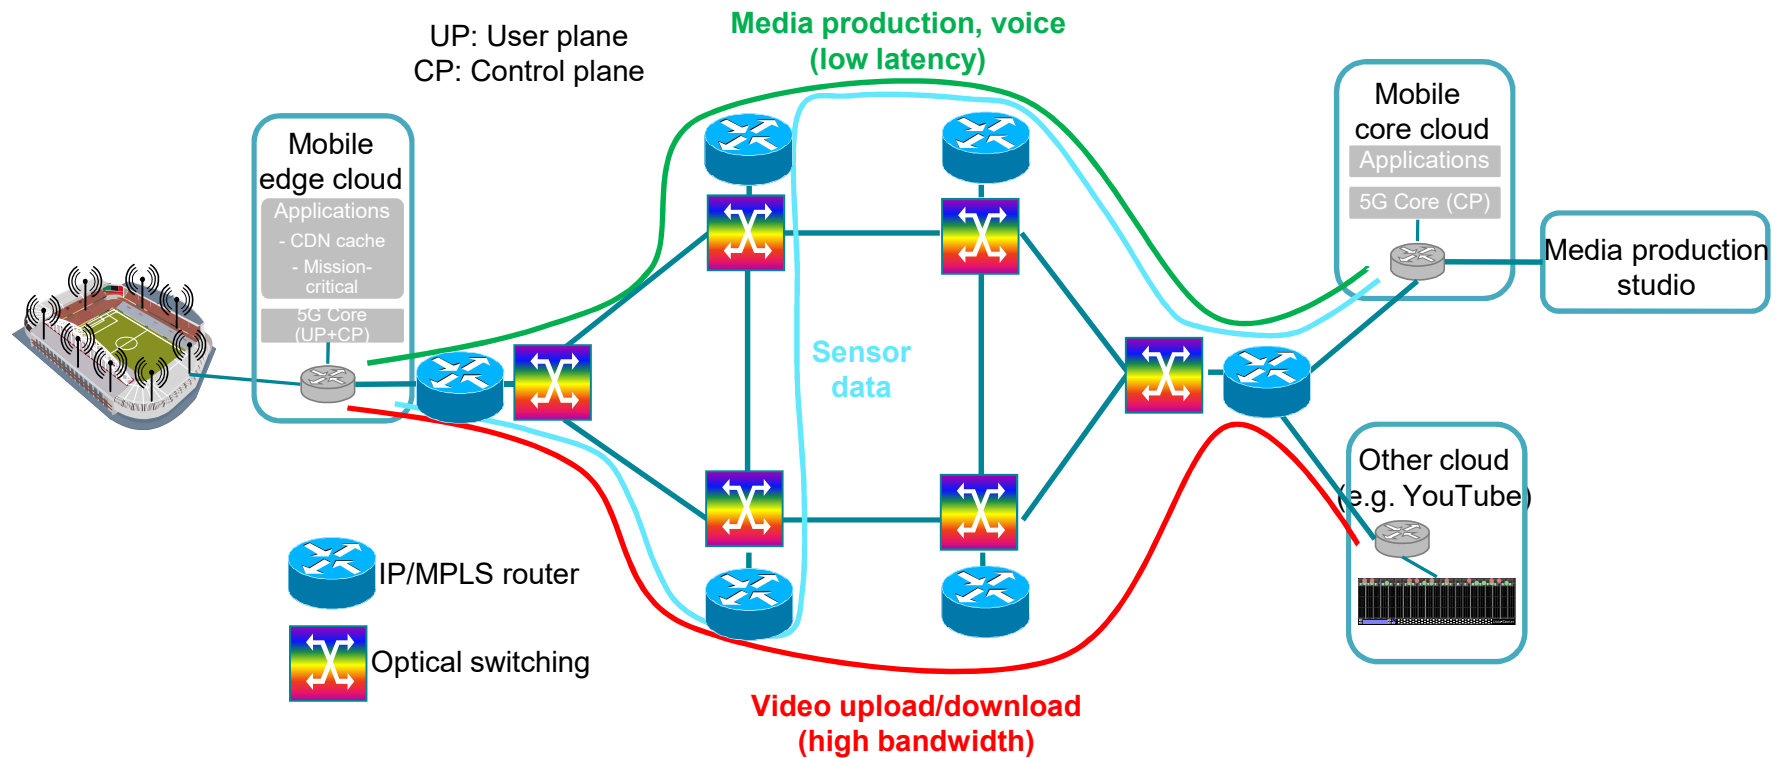 UP: User plane
CP: Control plane
Media production, voice
(low latency)
Mobile
edge cloud
Applications
- CDN cache
- Mission-
critical
5G Core
(UP+CP)
Sensor
data
Mobile
core cloud
Applications
5G Core (CP)
Media production
studio
Other cloud
(e.g. YouTube)
IP/MPLS router
Optical switching
Video upload/download
(high bandwidth)